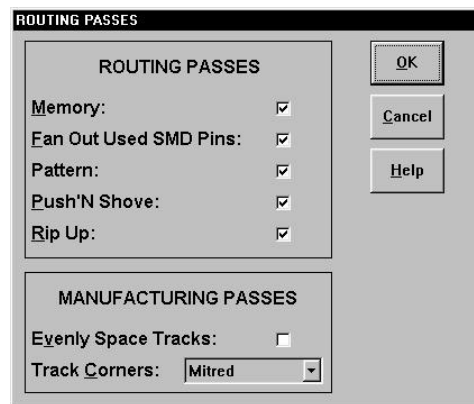 ROUTING PASSES
ROUTING PASSES
Memory:
Fan Out Used SMD Pins:
Pattern:
Push'N Shove:
Rip Up:
MANUFACTURING PASSES
Evenly Space Tracks:
Track Corners: Mitred
OK
Cancel
Help